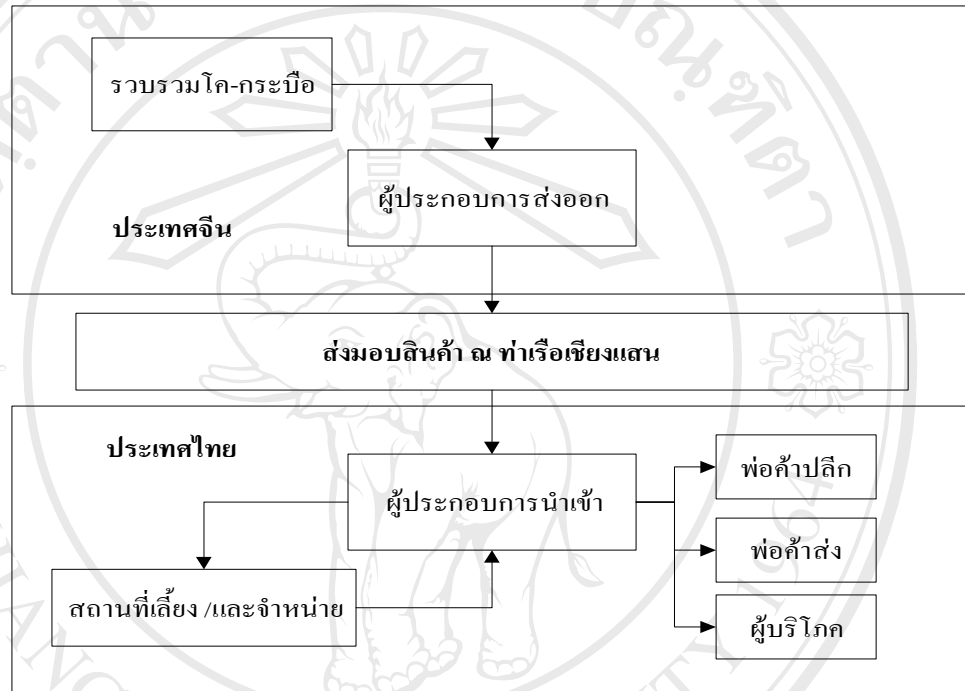 รวบรวมโค-กระบือ
ผู้ประกอบการส่งออก
ประเทศจีน
ส่งมอบสินค้า ณ ท่าเรือเชียงแสน
ประเทศไทย
พ่อค้าปลีก
ผู้ประกอบการนำเข้า
พ่อค้าส่ง
สถานที่เลี้ยง /และจำหน่าย
ผู้บริโภค